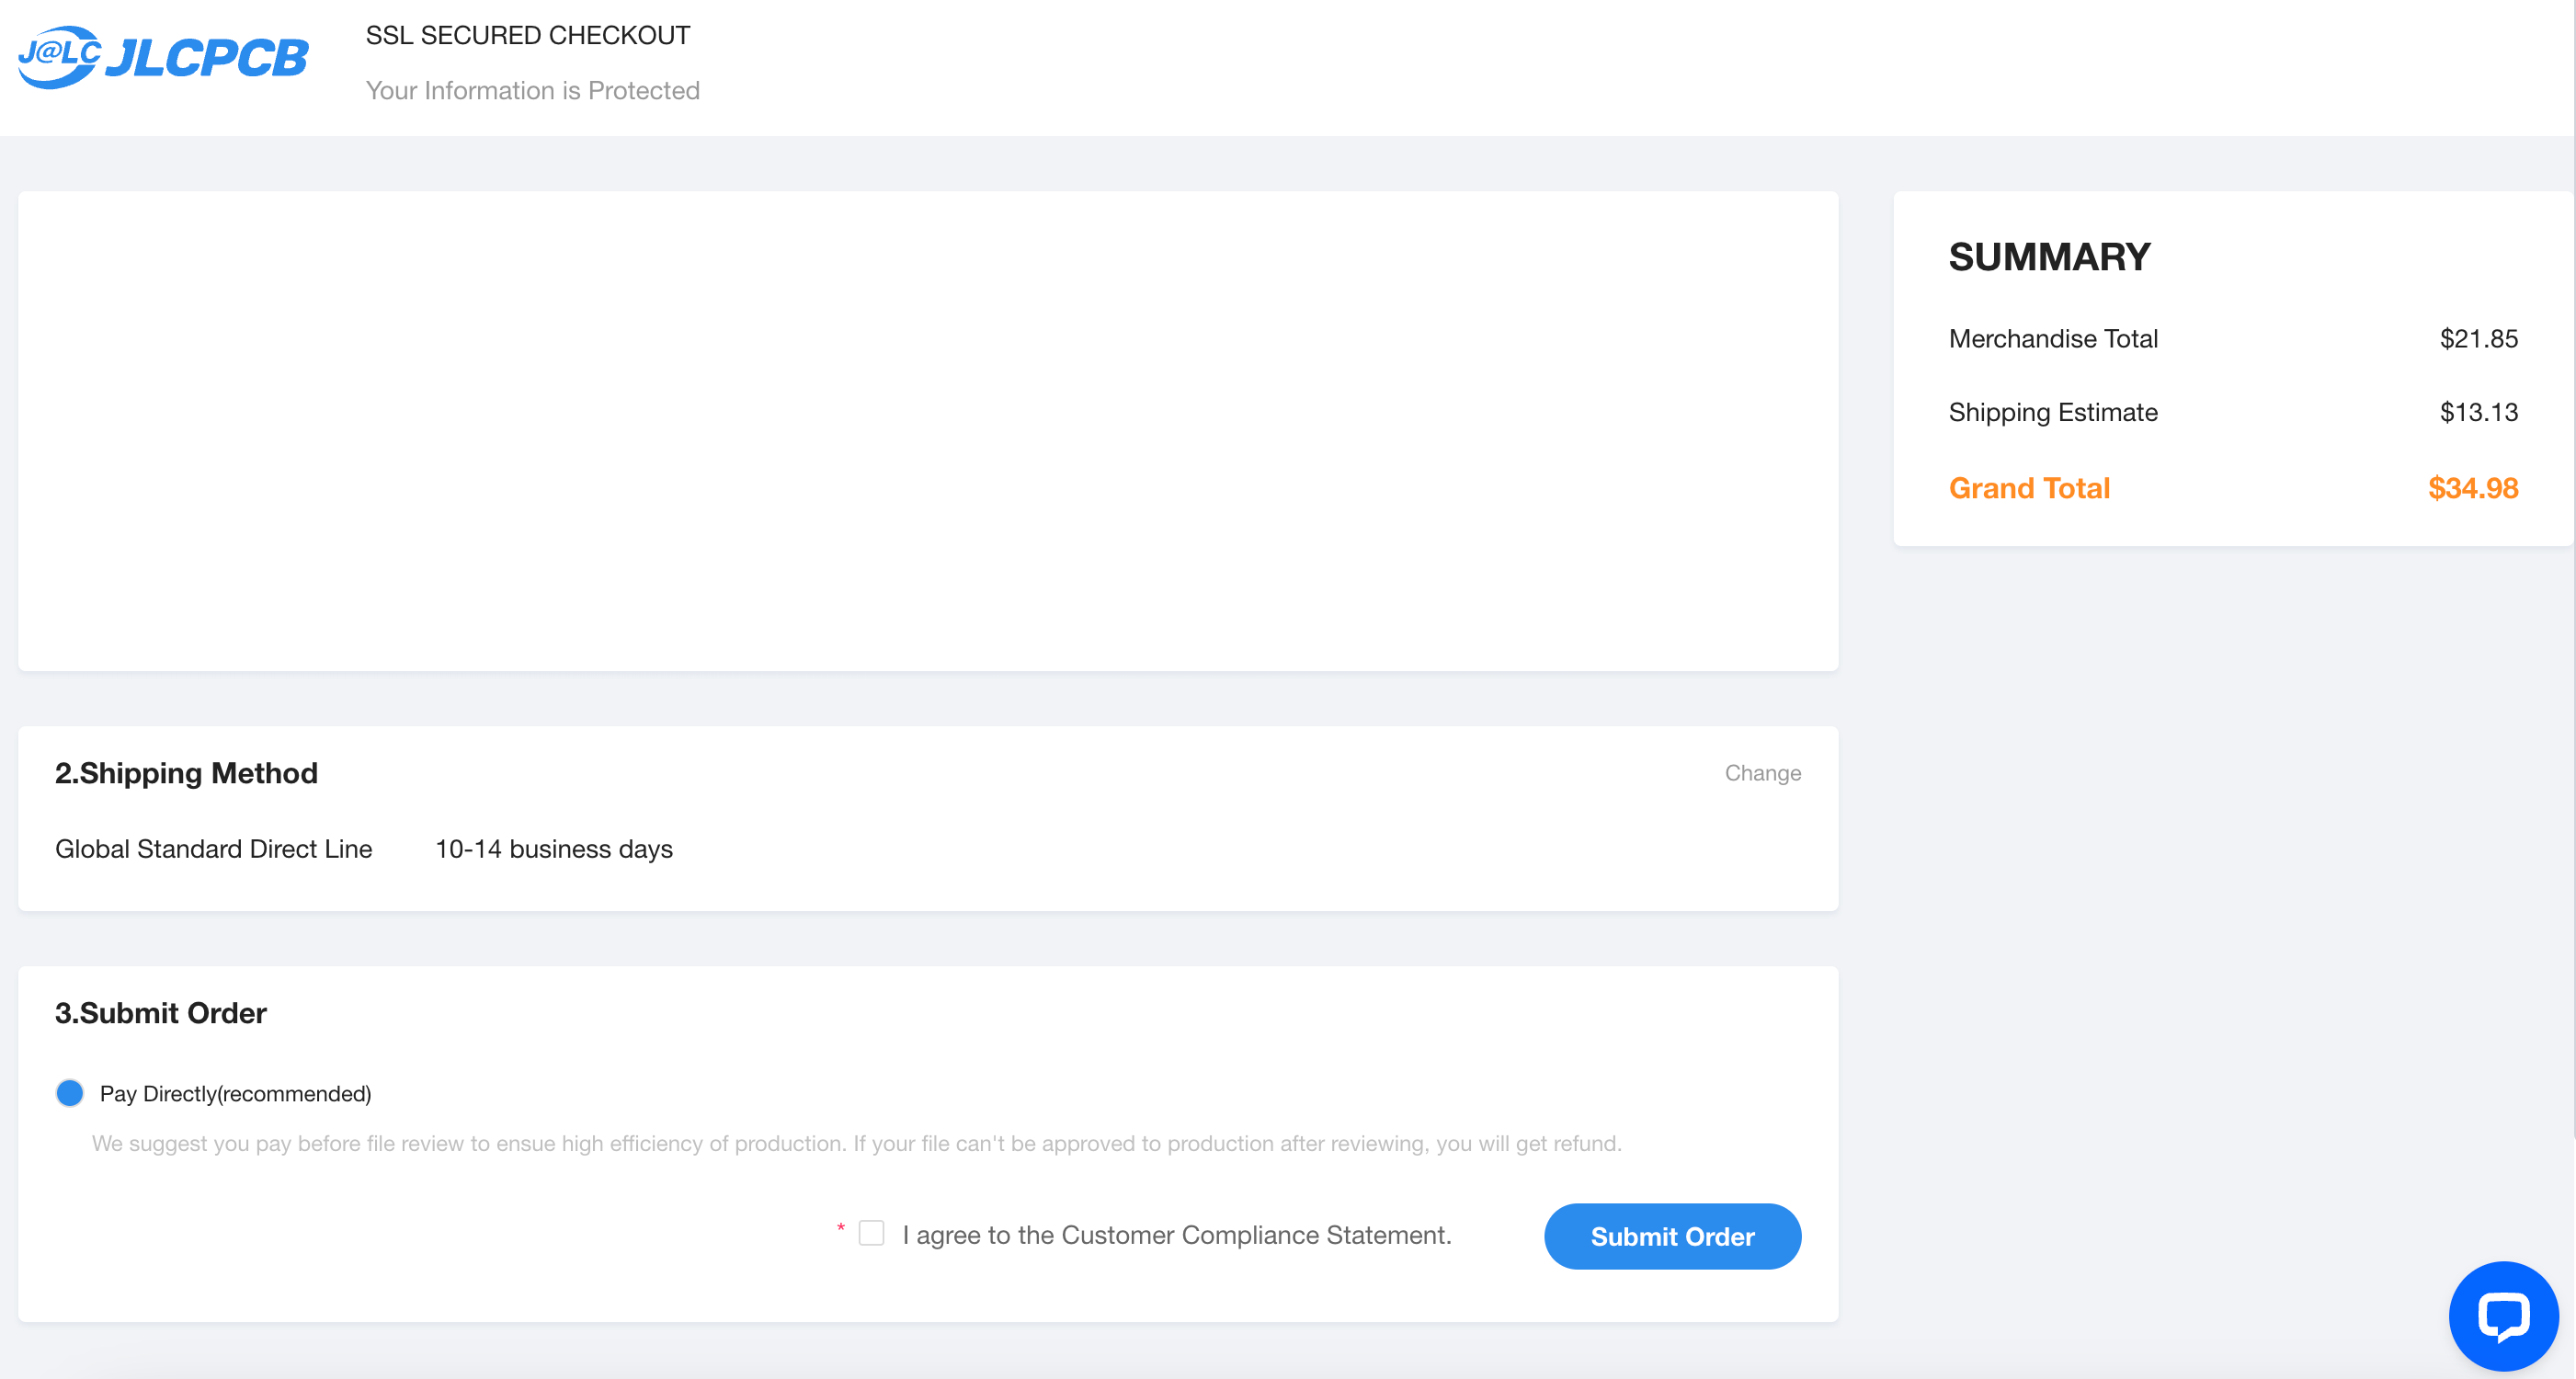 J@LC JLCPCB
SSL SECURED CHECKOUT
Your Information is Protected
SUMMARY
Merchandise Total $21.85
Shipping Estimate $13.13
Grand Total $34.98
2.Shipping Method Change
Global Standard Direct Line 10-14 business days
3.Submit Order
Pay Directly(recommended)
We suggest you pay before file review to ensure high efficiency of production. If your file can't be approved to production after reviewing, you will get refund.
* I agree to the Customer Compliance Statement. Submit Order